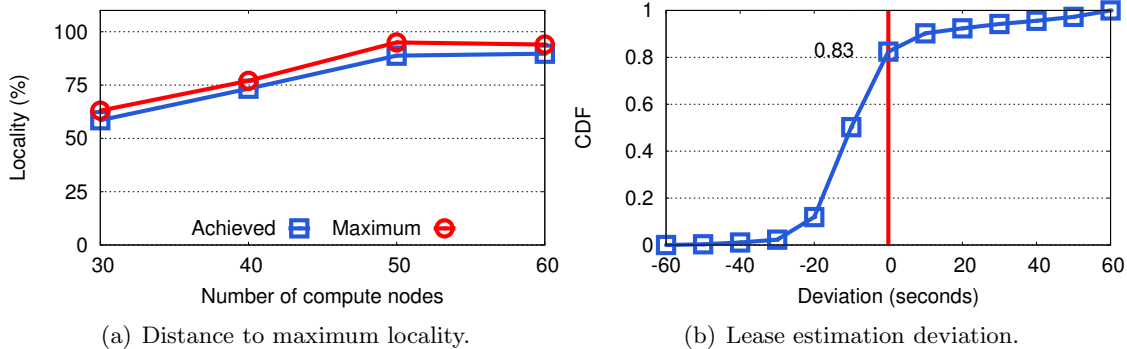 100
75
50
25
0
Locality (%)
Achieved Maximum
30 40 50 60
Number of compute nodes
(a) Distance to maximum locality.
1
0.8
0.6
0.4
0.2
0
CDF
0.83
-60 -40 -20 0 20 40 60
Deviation (seconds)
(b) Lease estimation deviation.